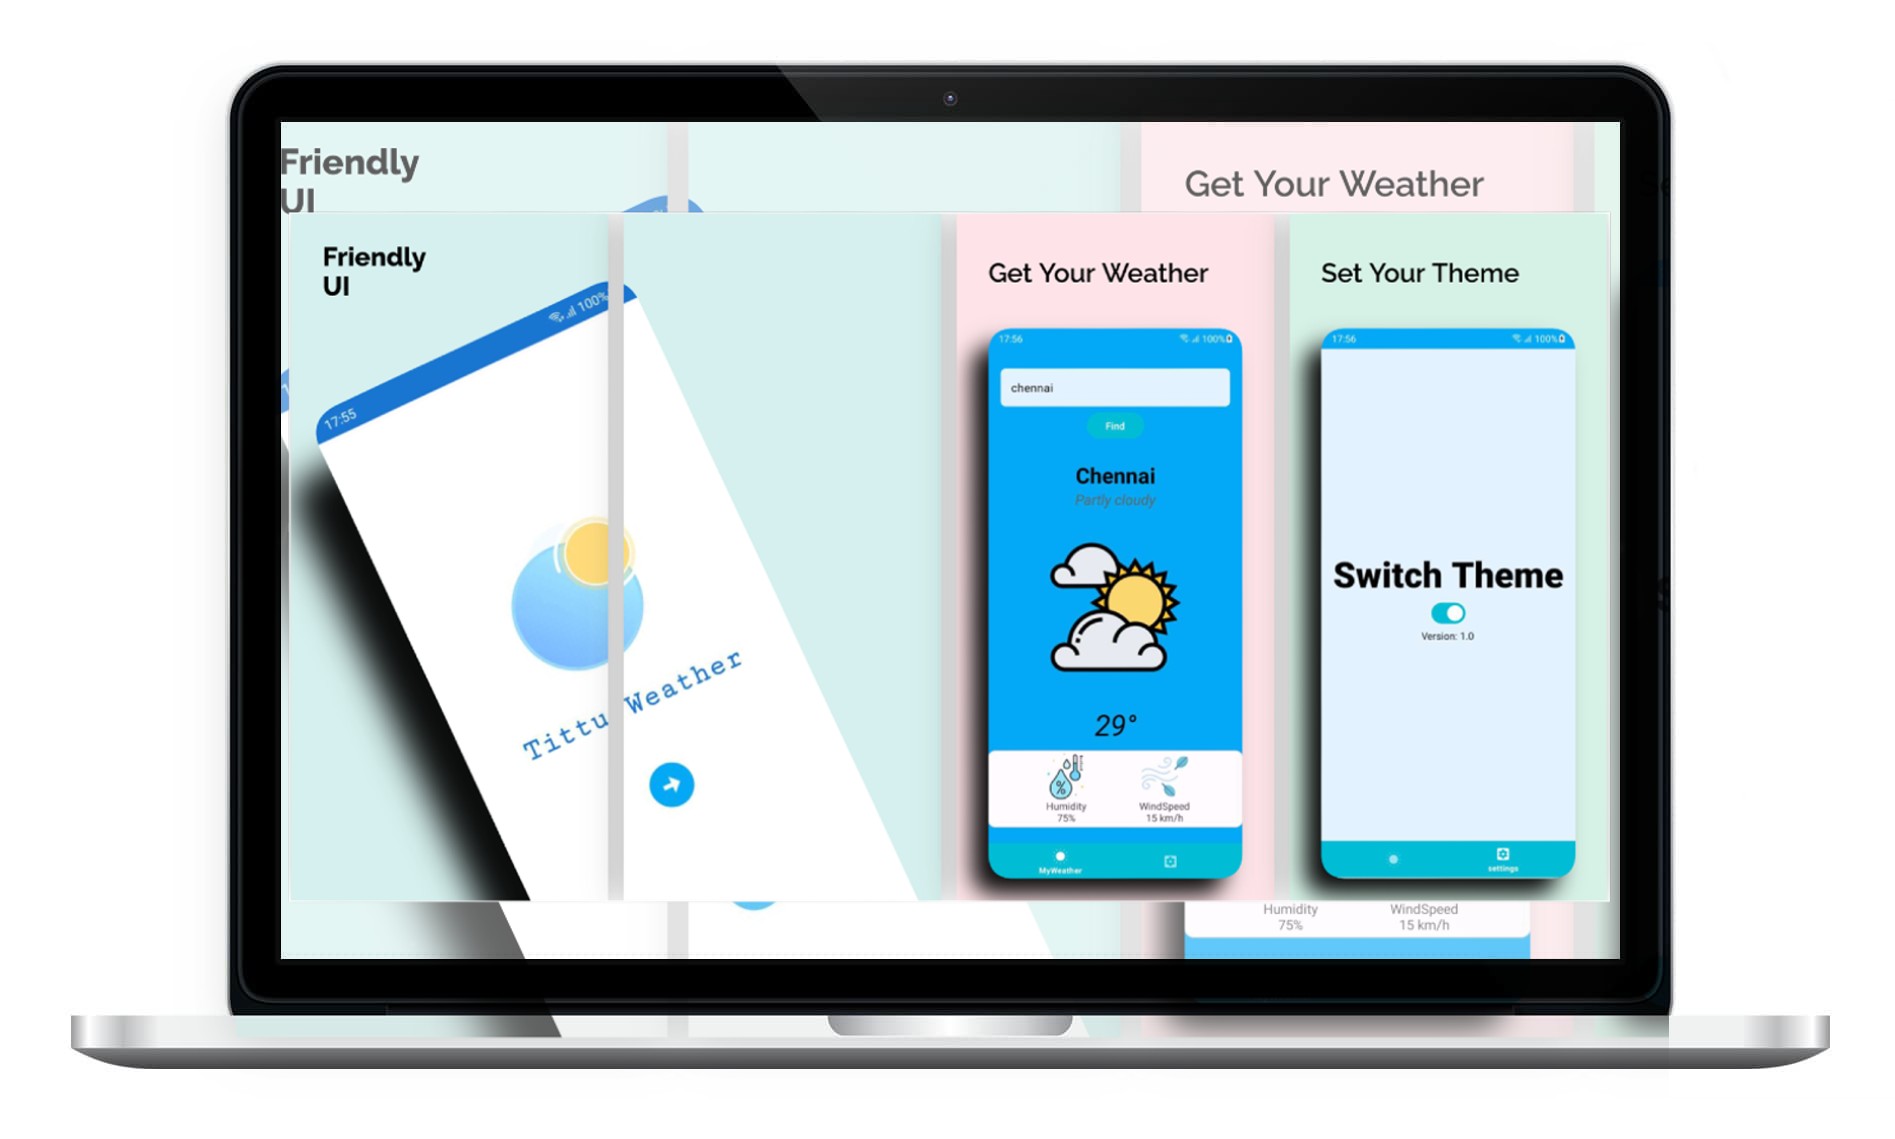 Friendly
UI
Get Your Weather
Friendly
UI
100%
17:55
Tittu Weather
Get Your Weather
17:56
100%
chennai
Find
Chennai
Partly cloudy
29°
Humidity
75%
WindSpeed
15 km/h
MyWeather
Set Your Theme
17:56
100%
Switch Theme
Version: 1.0
settings
Humidity
75%
WindSpeed
15 km/h